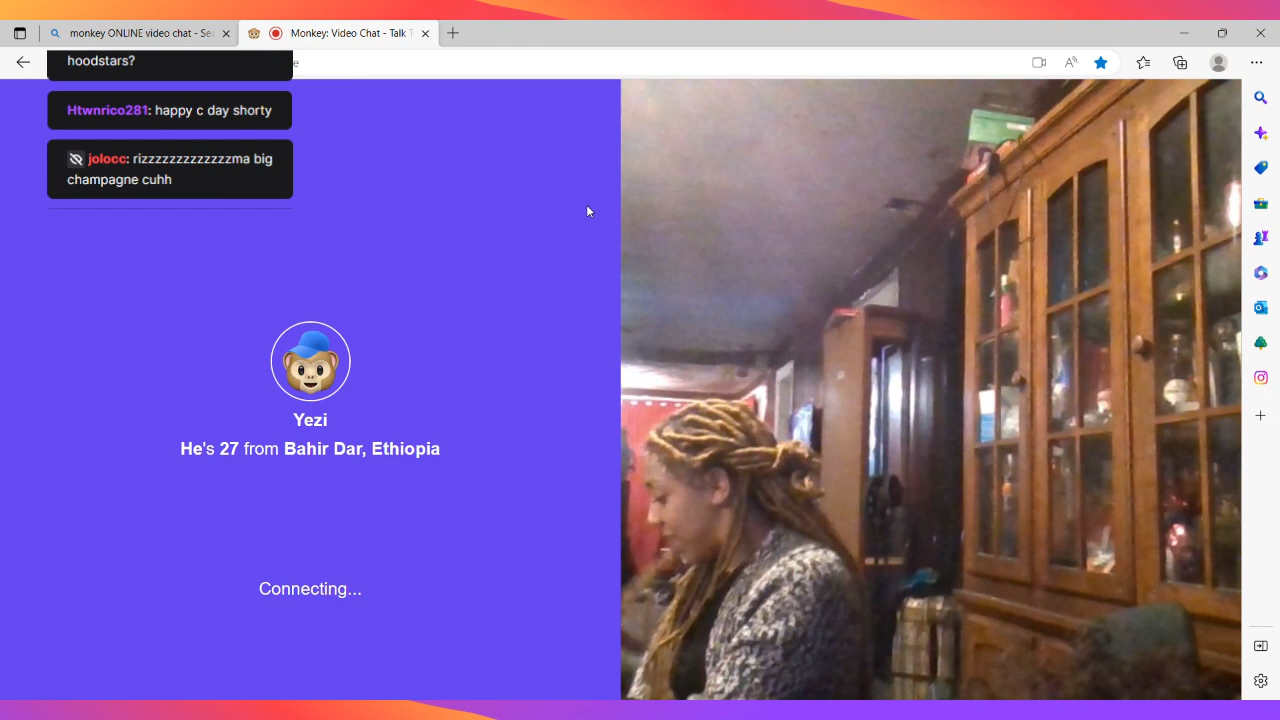 monkey ONLINE video chat - Sea
Monkey: Video Chat - Talk T
hoodstars?
e
Htwnrico281: happy c day shorty
jolocc: rizzzzzzzzzzzzzma big
champagne cuhh
Yezi
He's 27 from Bahir Dar, Ethiopia
Connecting...